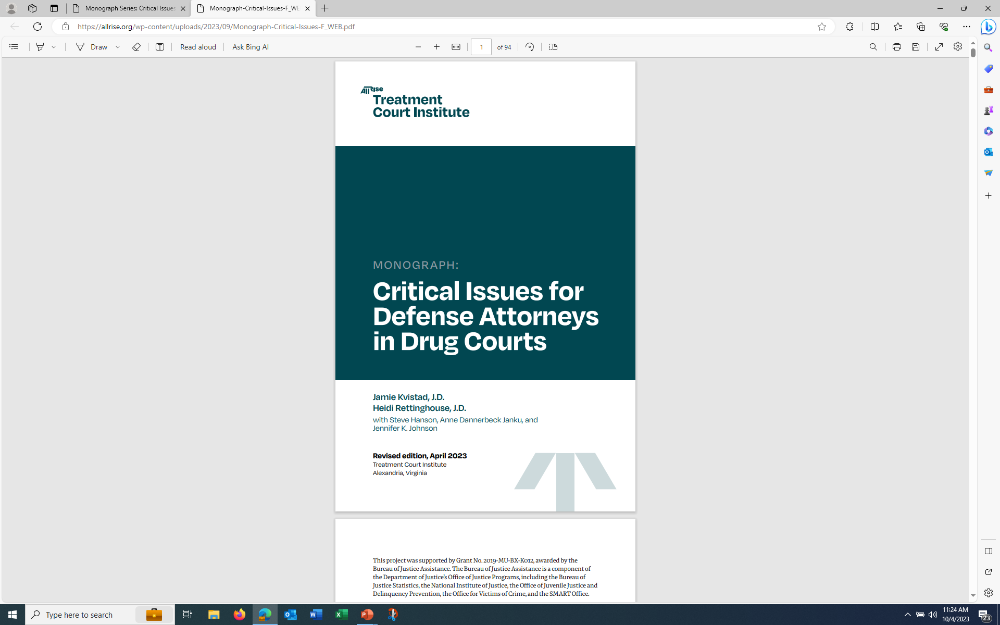 Monograph Series: Critical Issues
Monograph-Critical-Issues-F_WE
https://allrise.org/wp-content/uploads/2023/09/Monograph-Critical-Issues-F_WEB.pdf
Draw
Read aloud
Ask Bing AI
1 of 94
All Rise
Treatment
Court Institute
MONOGRAPH:
Critical Issues for
Defense Attorneys
in Drug Courts
Jamie Kvistad, J.D.
Heidi Rettinghouse, J.D.
with Steve Hanson, Anne Dannerbeck Janku, and
Jennifer K. Johnson
Revised edition, April 2023
Treatment Court Institute
Alexandria, Virginia
This project was supported by Grant No. 2019-MU-BX-K012, awarded by the
Bureau of Justice Assistance. The Bureau of Justice Assistance is a component of
the Department of Justice's Office of Justice Programs, including the Bureau of
Justice Statistics, the National Institute of Justice, the Office of Juvenile Justice and
Delinquency Prevention, the Office for Victims of Crime, and the SMART Office.
Type here to search
11:24 AM
10/4/2023
23